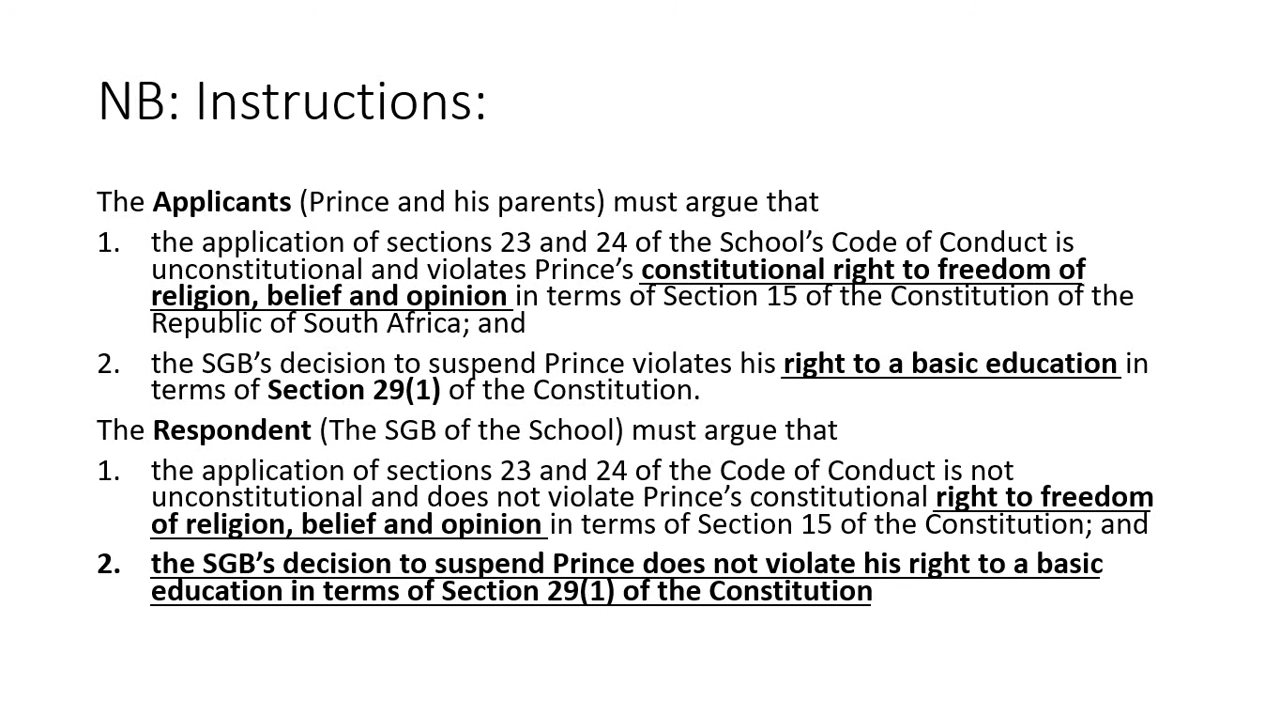 NB: Instructions:
The Applicants (Prince and his parents) must argue that
1. the application of sections 23 and 24 of the School’s Code of Conduct is
unconstitutional and violates Prince’s constitutional right to freedom of
religion, belief and opinion in terms of Section 15 of the Constitution of the
Republic of South Africa; and
2. the SGB’s decision to suspend Prince violates his right to a basic education in
terms of Section 29(1) of the Constitution.
The Respondent (The SGB of the School) must argue that
1. the application of sections 23 and 24 of the Code of Conduct is not
unconstitutional and does not violate Prince’s constitutional right to freedom
of religion, belief and opinion in terms of Section 15 of the Constitution; and
2. the SGB’s decision to suspend Prince does not violate his right to a basic
education in terms of Section 29(1) of the Constitution